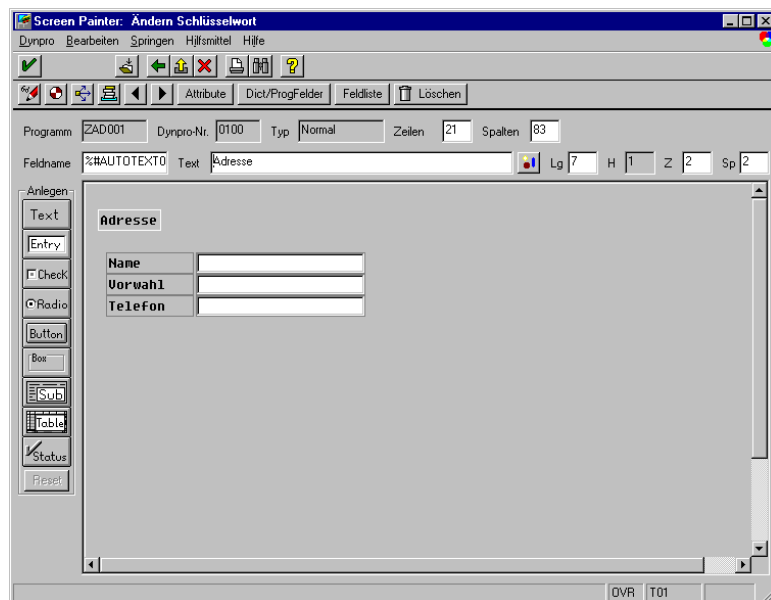 Screen Painter: Ändern Schlüsselwort
Dynpro Bearbeiten Springen Hilfsmittel Hilfe
Attribute Dict/ProgFelder Feldliste Löschen
Programm ZAD001 Dynpro-Nr. 0100 Typ Normal Zeilen 21 Spalten 83
Feldname %#AUTOTEXT0 Text Adresse Lg 7 H 1 Z 2 Sp 2
Anlegen
Text
Adresse
Entry
Name
Check
Vorwahl
Radio
Telefon
Button
Box
Sub
Table
Status
Reset
OVR T01